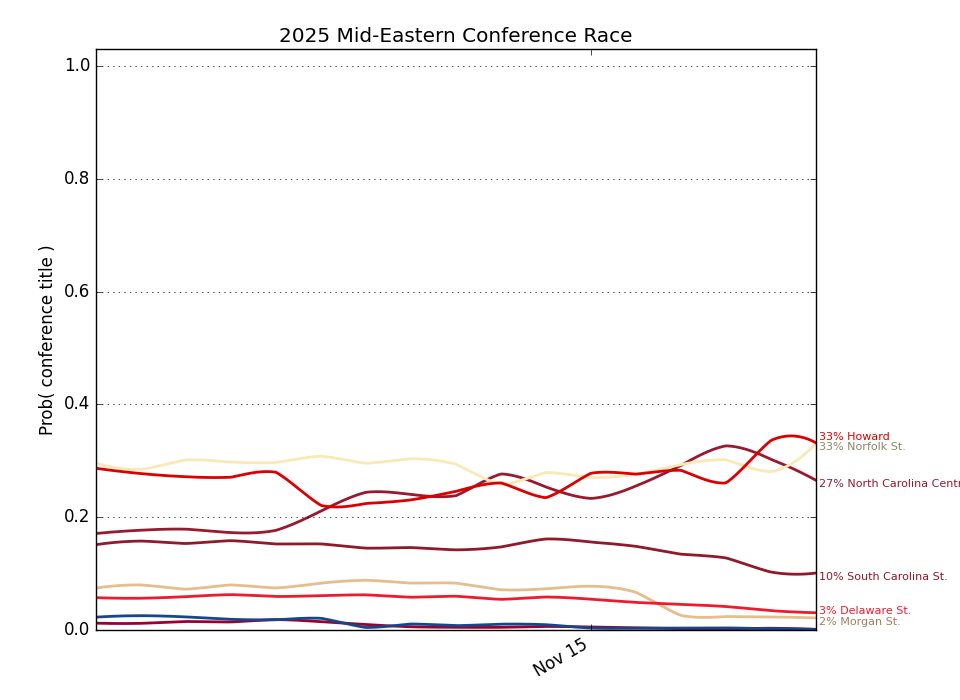 2025 Mid-Eastern Conference Race
Prob( conference title )
1.0
0.8
0.6
0.4
0.2
0.0
Nov 15
33% Howard
33% Norfolk St.
27% North Carolina Centr
10% South Carolina St.
3% Delaware St.
2% Morgan St.